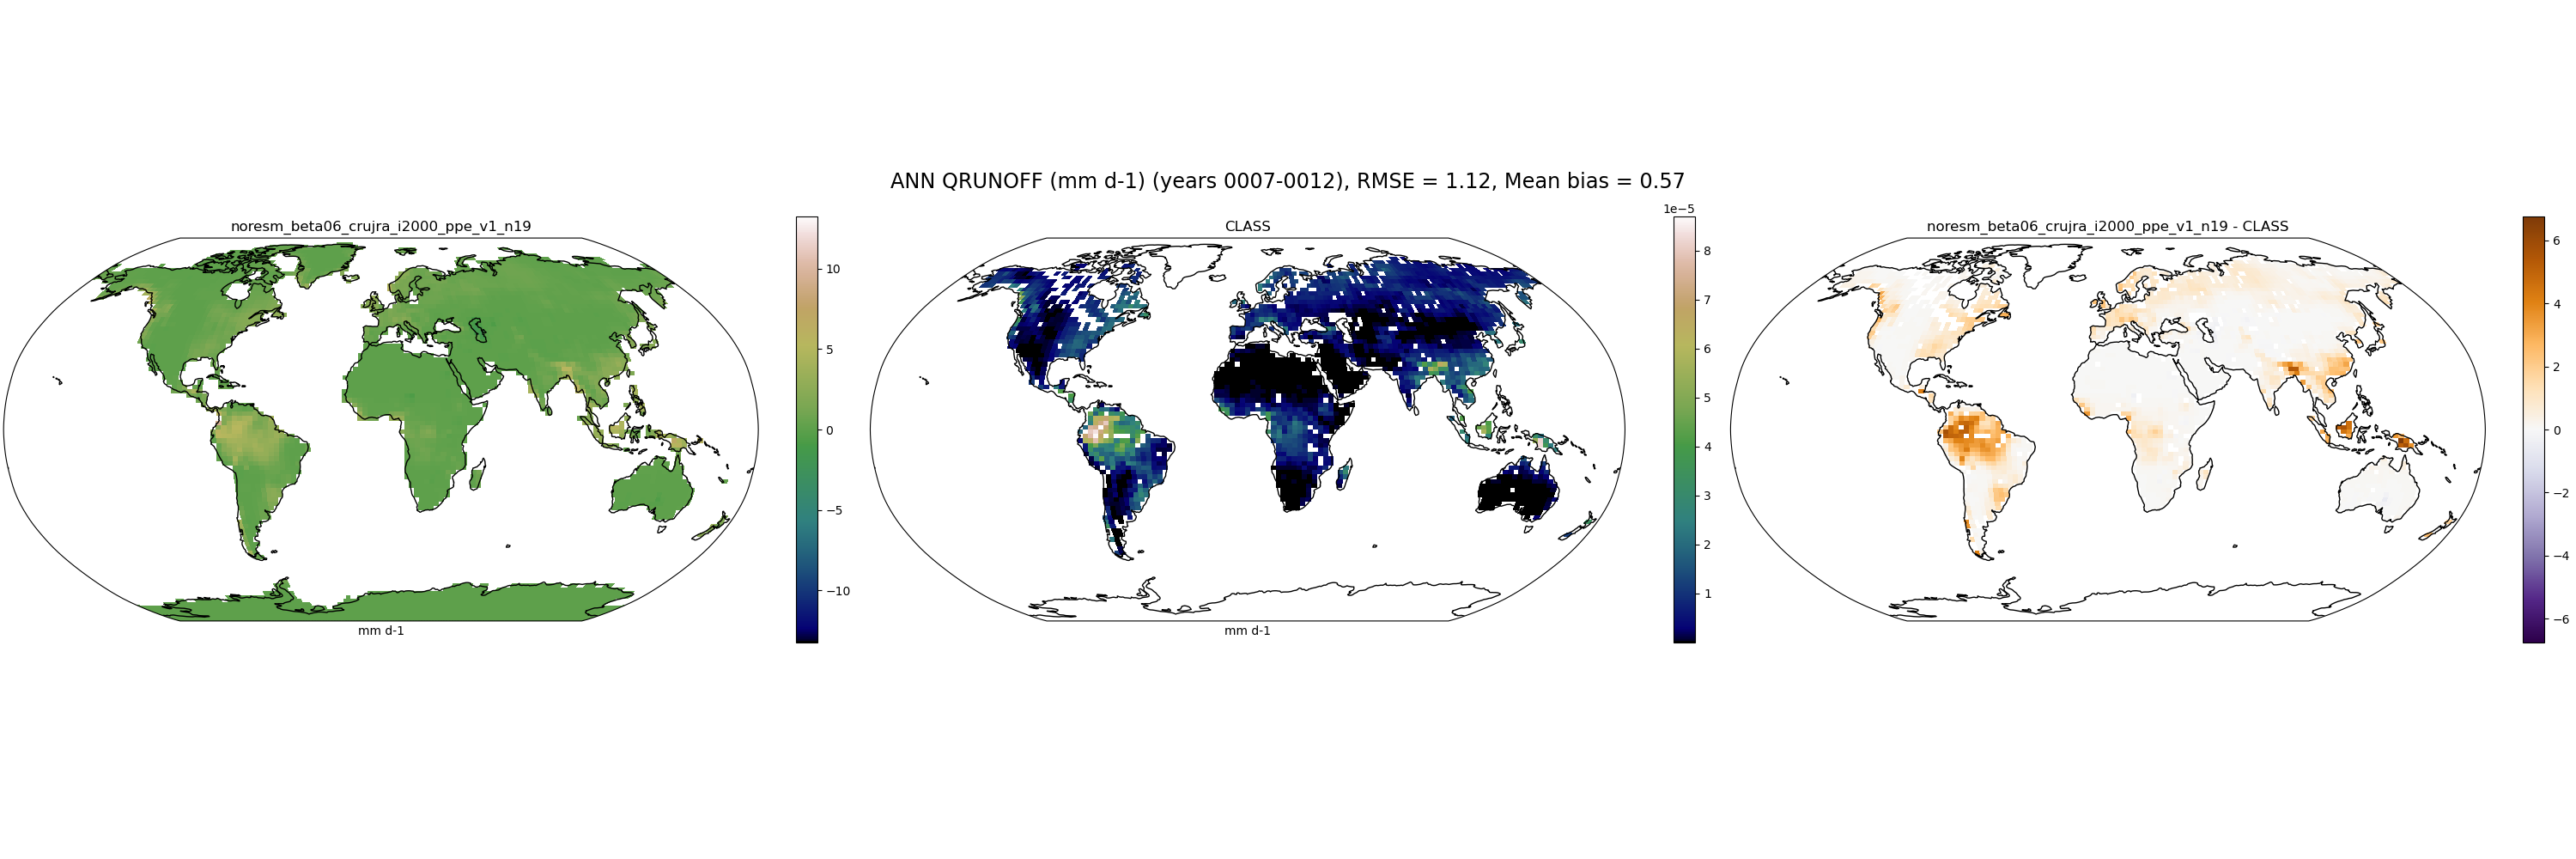 ANN QRUNOFF (mm d-1) (years 0007-0012), RMSE = 1.12, Mean bias = 0.57
noresm_beta06_crujra_i2000_ppe_v1_n19
10
5
0
−5
−10
mm d-1
CLASS
1e−5
8
7
6
5
4
3
2
1
mm d-1
noresm_beta06_crujra_i2000_ppe_v1_n19 - CLASS
6
4
2
0
−2
−4
−6